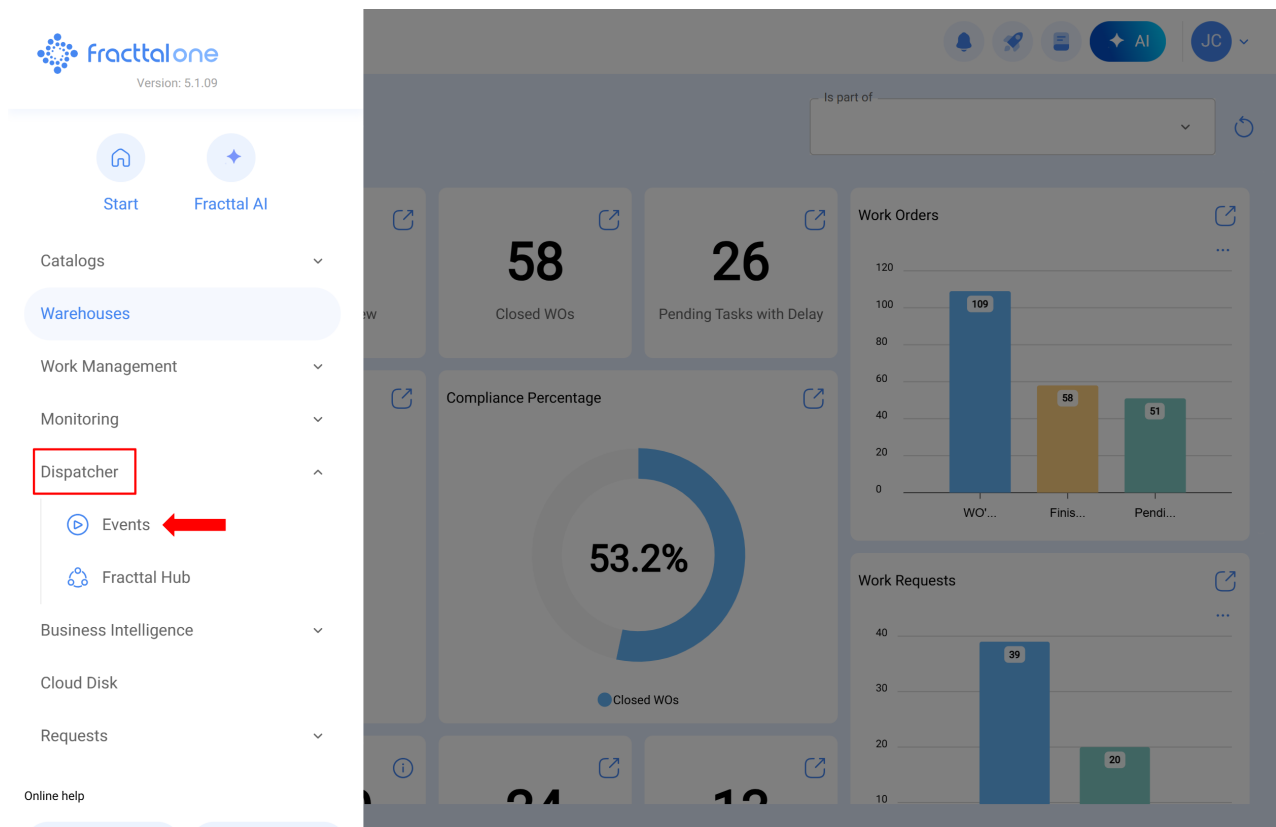 fracttal one
Version: 5.1.09
Start
Fracttal AI
Catalogs
Warehouses
Work Management
Monitoring
Dispatcher
Events
Fracttal Hub
Business Intelligence
Cloud Disk
Requests
Online help
AI
JC
Is part of
ew
58
Closed WOs
26
Pending Tasks with Delay
Work Orders
...
120
100
80
60
40
20
0
109
58
51
WO'...
Finis...
Pendi...
Compliance Percentage
53.2%
Closed WOs
Work Requests
...
40
30
20
10
39
20